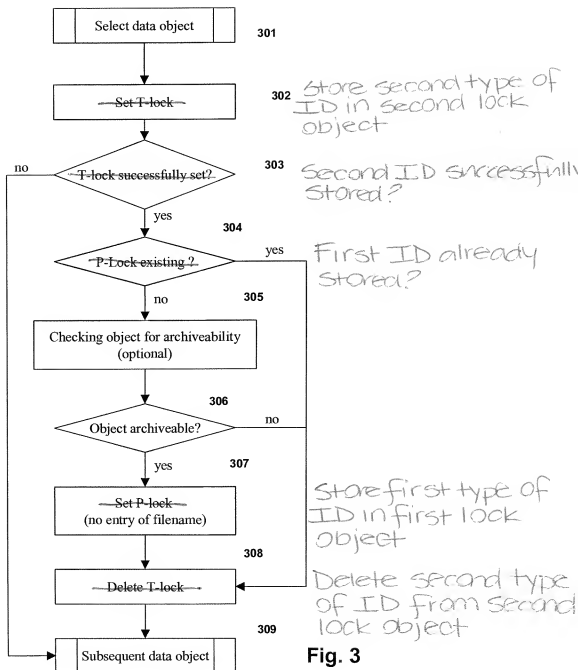 Select data object
301
Set T-lock
302
Store second type of
ID in second lock
object
T-lock successfully set?
303
Second ID successfully
stored?
no
yes
304
P-Lock existing ?
yes
First ID already
stored?
no
305
Checking object for archiveability
(optional)
306
Object archiveable?
no
yes
307
Set P-lock
(no entry of filename)
Store first type of
ID in first lock
object
308
Delete T-lock
Delete second type
of ID from second
lock object
309
Subsequent data object
Fig. 3